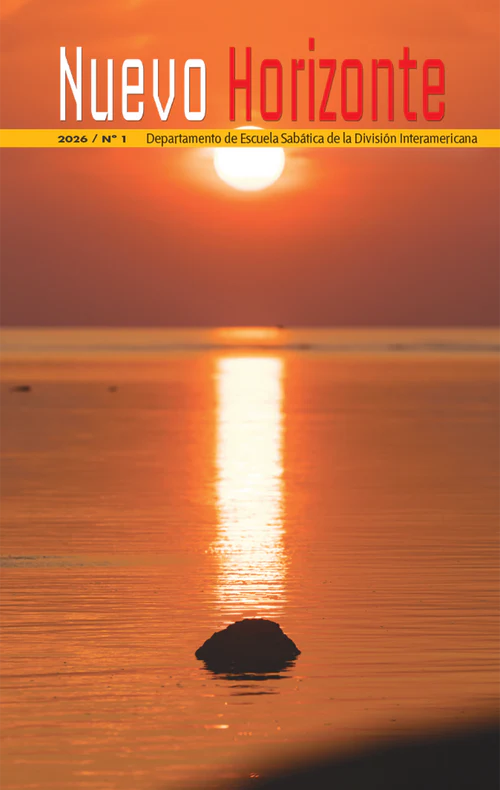 Nuevo Horizonte
2026 / Nº 1 Departamento de Escuela Sabática de la División Interamericana